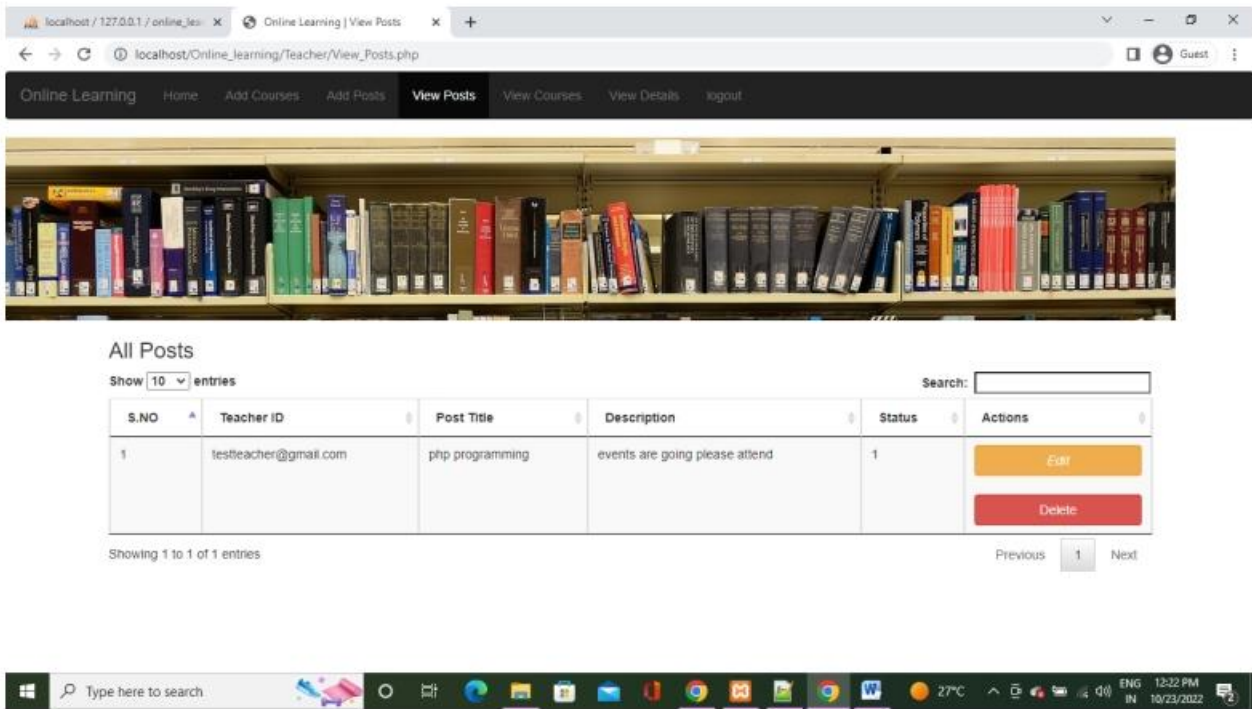 localhost / 127.0.0.1 / online_les
Online Learning | View Posts
localhost/Online_learning/Teacher/View_Posts.php
Guest
Online Learning Home Add Courses Add Posts View Posts View Courses View Details logout
All Posts
Show 10 entries
Search:
S.NO Teacher ID Post Title Description Status Actions
1 testteacher@gmail.com php programming events are going please attend 1 Edit
Delete
Showing 1 to 1 of 1 entries
Previous 1 Next
Type here to search
27°C
ENG 12:22 PM
IN 10/23/2022